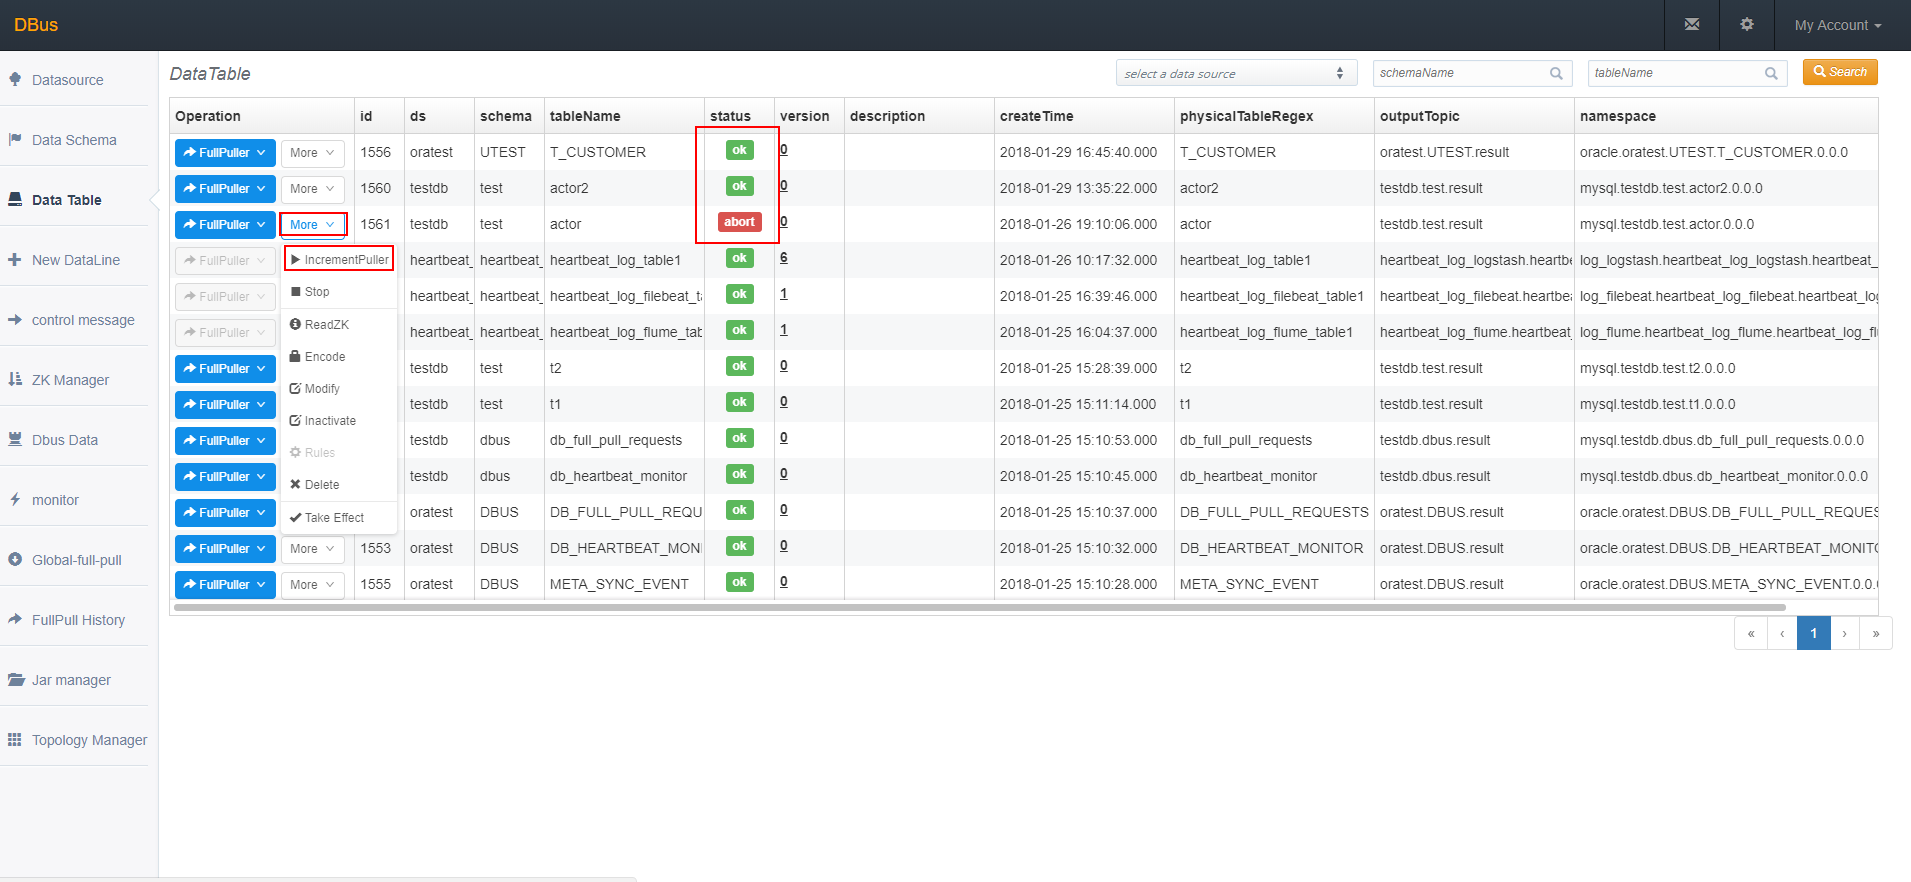 DBus My Account
DataTable select a data source schemaName tableName Search
Datasource
Data Schema
Data Table
New DataLine
control message
ZK Manager
Dbus Data
monitor
Global-full-pull
FullPull History
Jar manager
Topology Manager
Operation id ds schema tableName status version description createTime physicalTableRegex outputTopic namespace
FullPuller More 1556 oratest UTEST T_CUSTOMER ok 0 2018-01-29 16:45:40.000 T_CUSTOMER oratest.UTEST.result oracle.oratest.UTEST.T_CUSTOMER.0.0.0
FullPuller More 1560 testdb test actor2 ok 0 2018-01-29 13:35:22.000 actor2 testdb.test.result mysql.testdb.test.actor2.0.0.0
FullPuller More 1561 testdb test actor abort 0 2018-01-26 19:10:06.000 actor testdb.test.result mysql.testdb.test.actor.0.0.0
FullPuller heartbeat_ heartbeat_ heartbeat_log_table1 ok 6 2018-01-26 10:17:32.000 heartbeat_log_table1 heartbeat_log_logstash.heartbe log_logstash.heartbeat_log_logstash.heartbeat_
FullPuller heartbeat_ heartbeat_ heartbeat_log_filebeat_t ok 1 2018-01-25 16:39:46.000 heartbeat_log_filebeat_table1 heartbeat_log_filebeat.heartbe log_filebeat.heartbeat_log_filebeat.heartbeat_log
FullPuller heartbeat_ heartbeat_ heartbeat_log_flume_tab ok 1 2018-01-25 16:04:37.000 heartbeat_log_flume_table1 heartbeat_log_flume.heartbeat_ log_flume.heartbeat_log_flume.heartbeat_log_fl
FullPuller testdb test t2 ok 0 2018-01-25 15:28:39.000 t2 testdb.test.result mysql.testdb.test.t2.0.0.0
FullPuller testdb test t1 ok 0 2018-01-25 15:11:14.000 t1 testdb.test.result mysql.testdb.test.t1.0.0.0
FullPuller testdb dbus db_full_pull_requests ok 0 2018-01-25 15:10:53.000 db_full_pull_requests testdb.dbus.result mysql.testdb.dbus.db_full_pull_requests.0.0.0
FullPuller testdb dbus db_heartbeat_monitor ok 0 2018-01-25 15:10:45.000 db_heartbeat_monitor testdb.dbus.result mysql.testdb.dbus.db_heartbeat_monitor.0.0.0
FullPuller oratest DBUS DB_FULL_PULL_REQU ok 0 2018-01-25 15:10:37.000 DB_FULL_PULL_REQUESTS oratest.DBUS.result oracle.oratest.DBUS.DB_FULL_PULL_REQUES
FullPuller More 1553 oratest DBUS DB_HEARTBEAT_MONI ok 0 2018-01-25 15:10:32.000 DB_HEARTBEAT_MONITOR oratest.DBUS.result oracle.oratest.DBUS.DB_HEARTBEAT_MONITO
FullPuller More 1555 oratest DBUS META_SYNC_EVENT ok 0 2018-01-25 15:10:28.000 META_SYNC_EVENT oratest.DBUS.result oracle.oratest.DBUS.META_SYNC_EVENT.0.0.0
IncrementPuller
Stop
ReadZK
Encode
Modify
Inactivate
Rules
Delete
Take Effect
« ‹ 1 › »